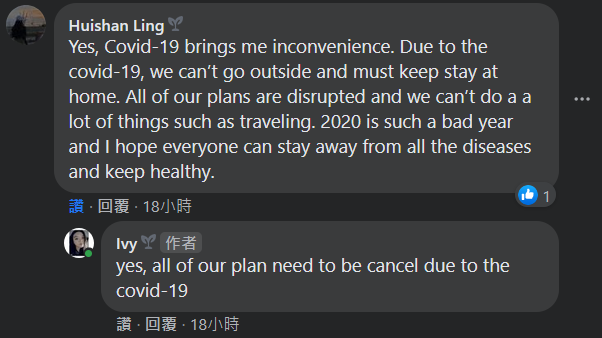 Huishan Ling
Yes, Covid-19 brings me inconvenience. Due to the
covid-19, we can't go outside and must keep stay at
home. All of our plans are disrupted and we can't do a a
lot of things such as traveling. 2020 is such a bad year
and I hope everyone can stay away from all the diseases
and keep healthy.
1
讚 · 回覆 · 18小時
Ivy 作者
yes, all of our plan need to be cancel due to the
covid-19
讚 · 回覆 · 18小時